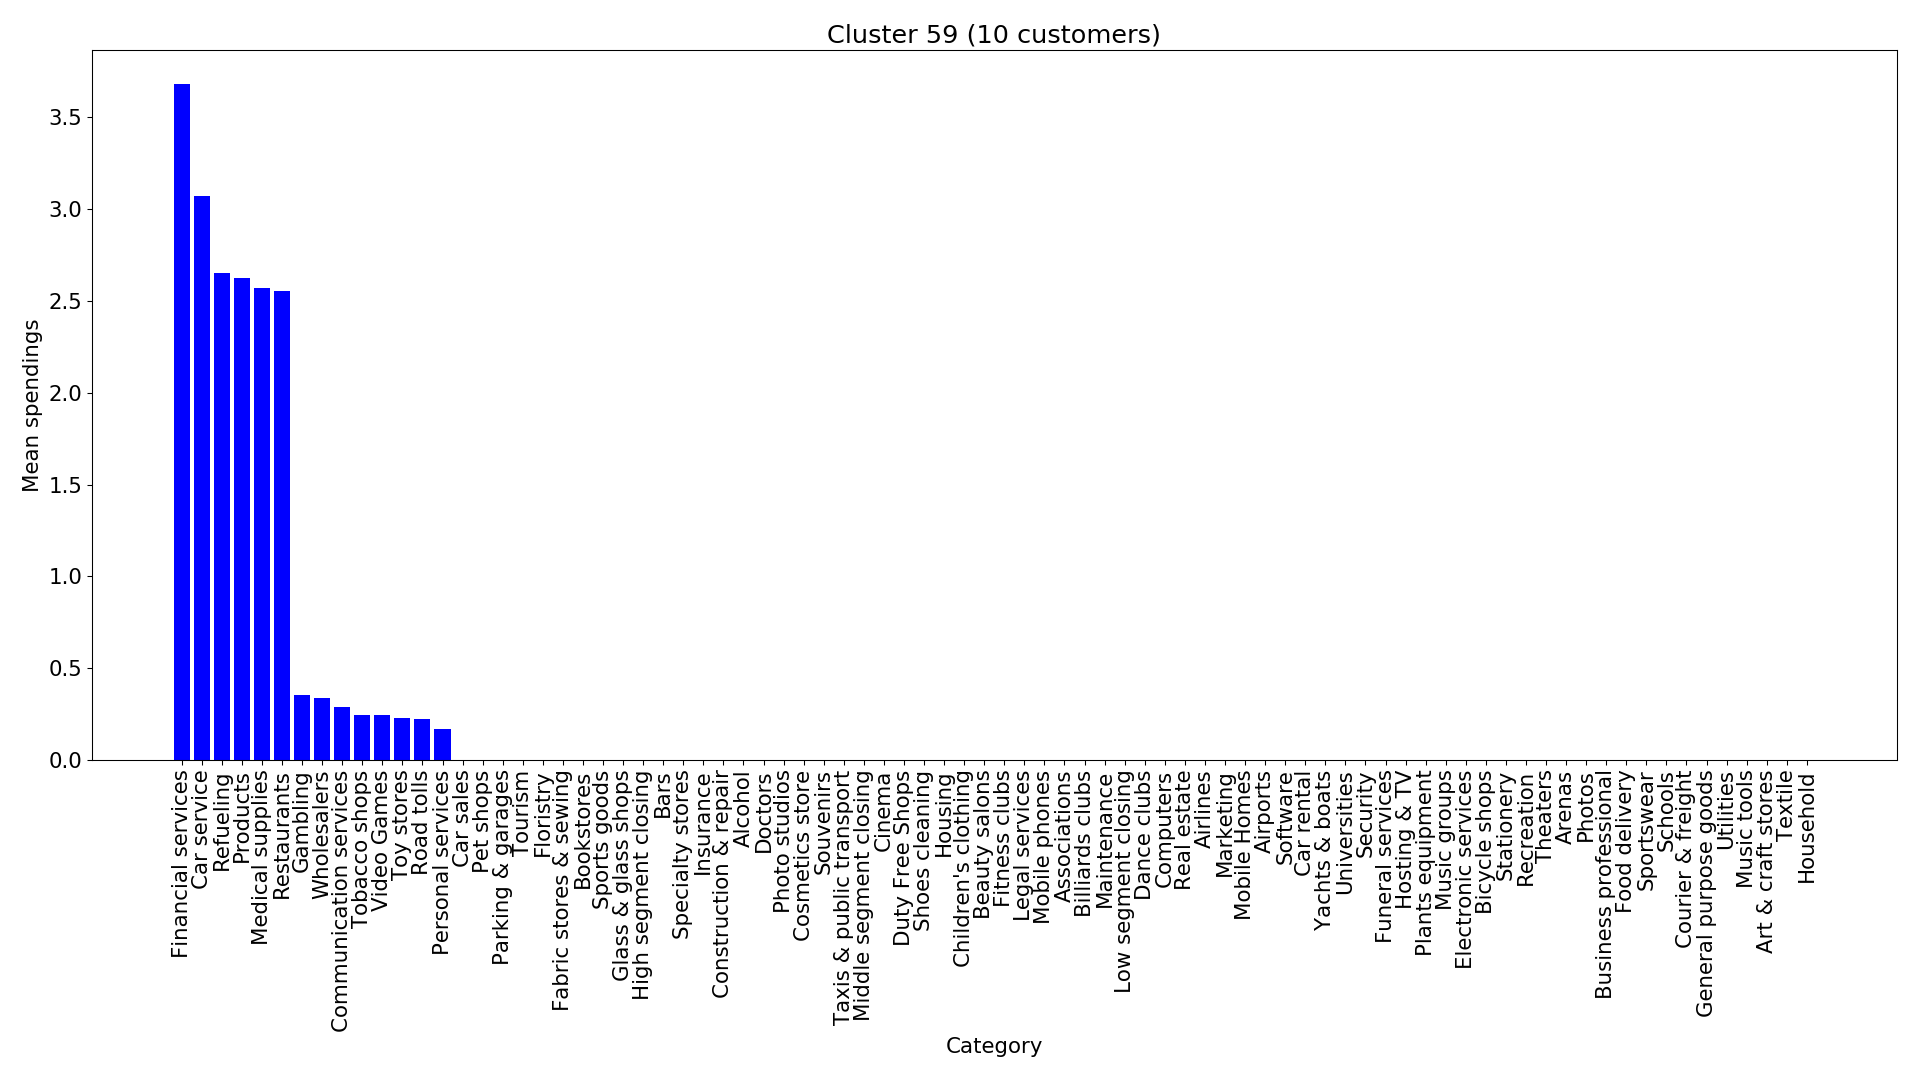 Cluster 59 (10 customers)
Mean spendings
3.5
3.0
2.5
2.0
1.5
1.0
0.5
0.0
Financial services
Car service
Refueling
Products
Medical supplies
Restaurants
Gambling
Wholesalers
Communication services
Tobacco shops
Video Games
Toy stores
Road tolls
Personal services
Car sales
Pet shops
Parking & garages
Tourism
Floristry
Fabric stores & sewing
Bookstores
Sports goods
Glass & glass shops
High segment closing
Bars
Specialty stores
Insurance
Construction & repair
Alcohol
Doctors
Photo studios
Cosmetics store
Souvenirs
Taxis & public transport
Middle segment closing
Cinema
Duty Free Shops
Shoes cleaning
Housing
Children's clothing
Beauty salons
Fitness clubs
Legal services
Mobile phones
Associations
Billiards clubs
Maintenance
Low segment closing
Dance clubs
Computers
Real estate
Airlines
Marketing
Mobile Homes
Airports
Software
Car rental
Yachts & boats
Universities
Security
Funeral services
Hosting & TV
Plants equipment
Music groups
Electronic services
Bicycle shops
Stationery
Recreation
Theaters
Arenas
Photos
Business professional
Food delivery
Sportswear
Schools
Courier & freight
General purpose goods
Utilities
Music tools
Art & craft stores
Textile
Household
Category